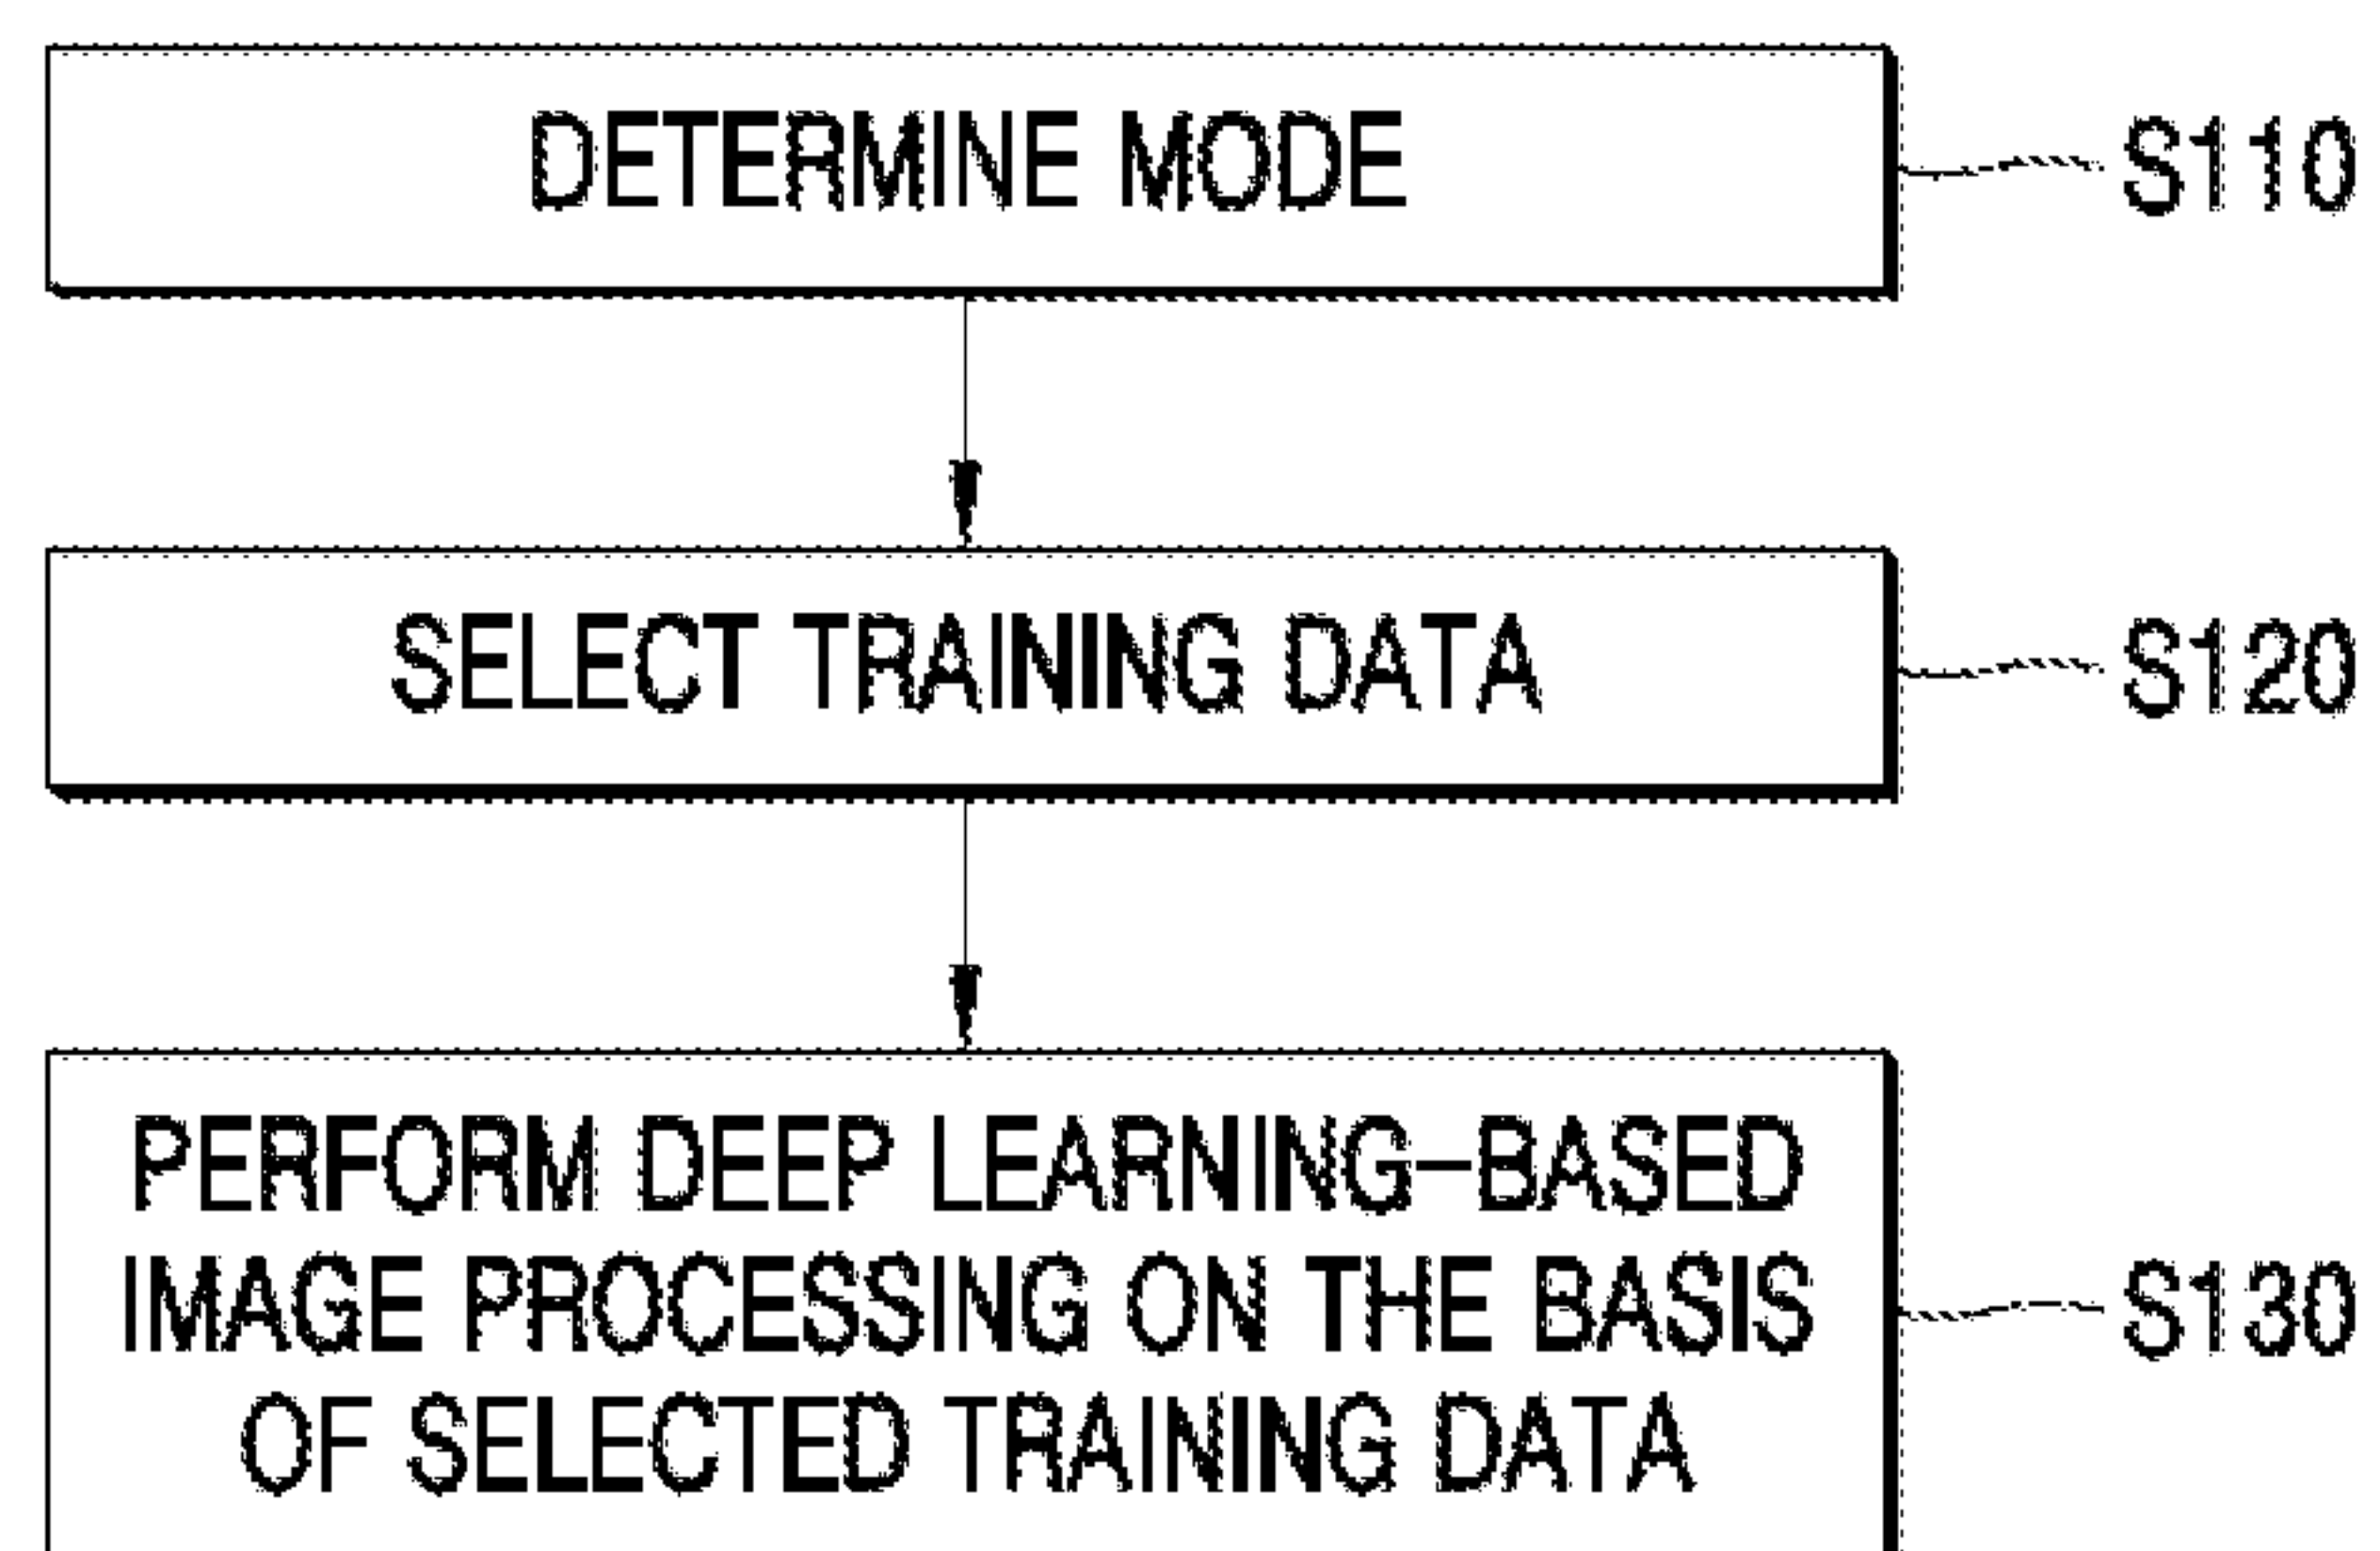 DETERMINE MODE
S110
SELECT TRAINING DATA
S120
PERFORM DEEP LEARNING-BASED
IMAGE PROCESSING ON THE BASIS
OF SELECTED TRAINING DATA
S130